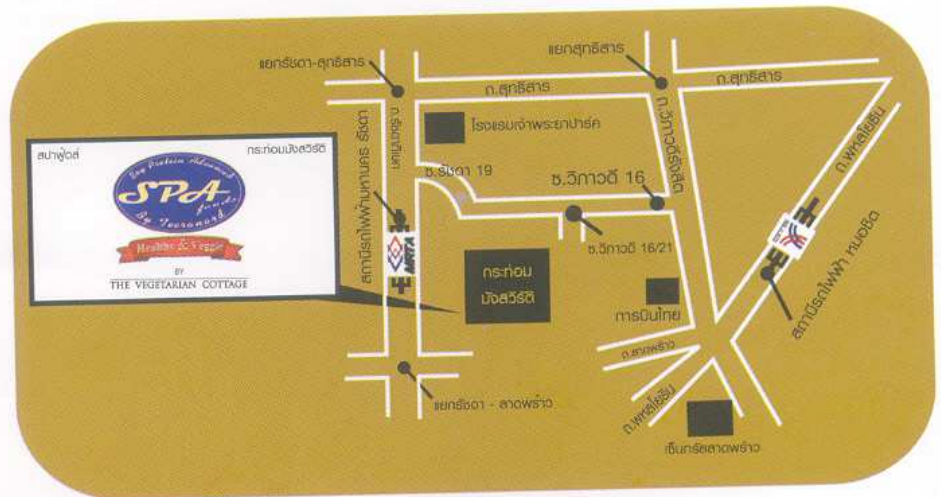 แยกรัชดา-สุทธิสาร
แยกสุทธิสาร
ถ.สุทธิสาร
ถ.สุทธิสาร
ถ.วิภาวดีรังสิต
ถ.พหลโยธิน
โรงแรมเจ้าพระยาปาร์ค
สถานีรถไฟฟ้ามหานคร รัชดา
ซ.รัชดา 19
ซ.วิภาวดี 16
ซ.วิภาวดี 16/21
สปาฟู้ดส์
กระท่อมมังสวิรัติ
Soy Protein Advanced
SPA
foods
Healthy & Veggie
BY
THE VEGETARIAN COTTAGE
MRTA
BTS
กระท่อม
มังสวิรัติ
การบินไทย
สถานีรถไฟฟ้า หมอชิต
ถ.ลาดพร้าว
ถ.พหลโยธิน
แยกรัชดา - ลาดพร้าว
เซ็นทรัลลาดพร้าว